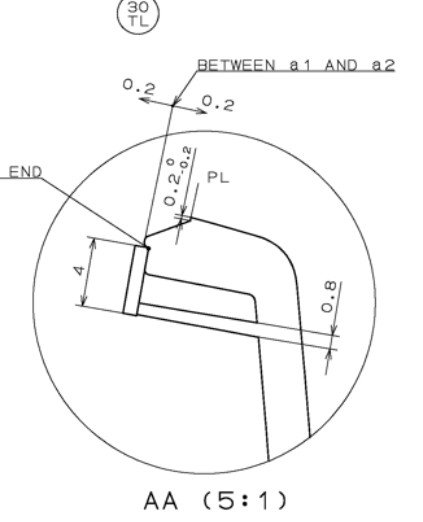 30
TL
BETWEEN a1 AND a2
0.2
0.2
END
0.2 0 -0.2
PL
4
0.8
AA (5:1)